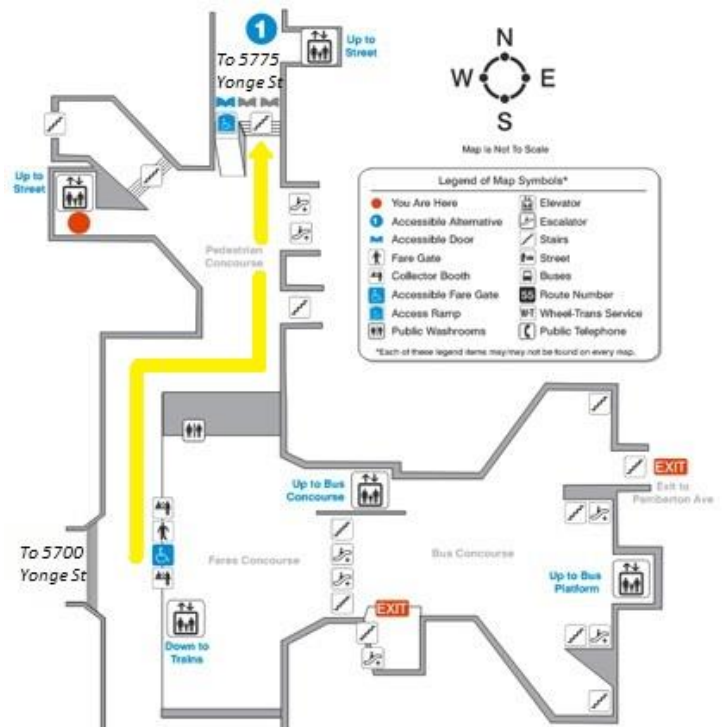 1
Up to
Street
To 5775
Yonge St
N
W
E
S
Map is Not To Scale
Up to
Street
Legend of Map Symbols*
You Are Here
1 Accessible Alternative
Accessible Door
Fare Gate
Collector Booth
Accessible Fare Gate
Access Ramp
Public Washrooms
Elevator
Escalator
Stairs
Street
Buses
55 Route Number
W-T Wheel-Trans Service
Public Telephone
*Each of these legend items may/may not be found on every map.
Pedestrian
Concourse
EXIT
Exit to
Pemberton Ave
Up to Bus
Concourse
To 5700
Yonge St
Fares Concourse
Bus Concourse
Up to Bus
Platform
EXIT
Down to
Trains